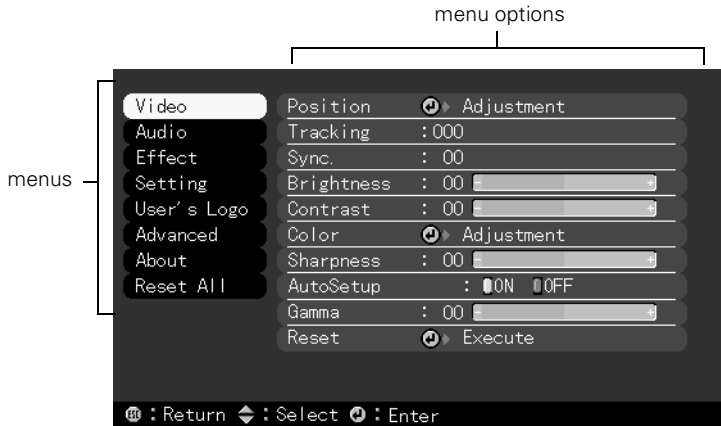 menu options
menus
Video
Audio
Effect
Setting
User's Logo
Advanced
About
Reset All
Position Adjustment
Tracking :000
Sync. : 00
Brightness : 00 - +
Contrast : 00 - +
Color Adjustment
Sharpness : 00 - +
AutoSetup : ON OFF
Gamma : 00 - +
Reset Execute
ESC : Return : Select : Enter